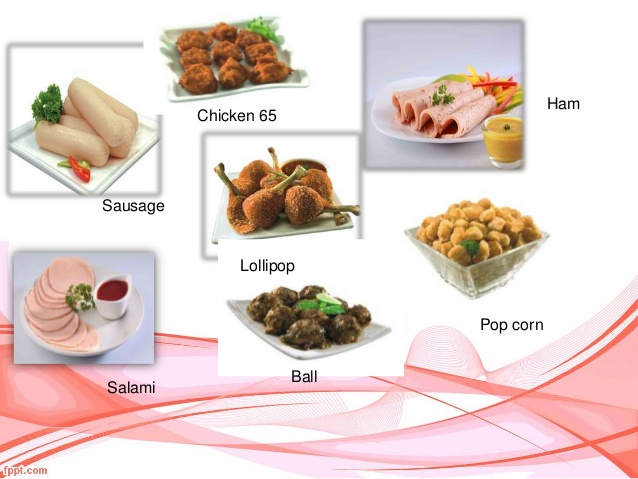 Chicken 65
Ham
Sausage
Lollipop
Pop corn
Ball
Salami
fppt.com